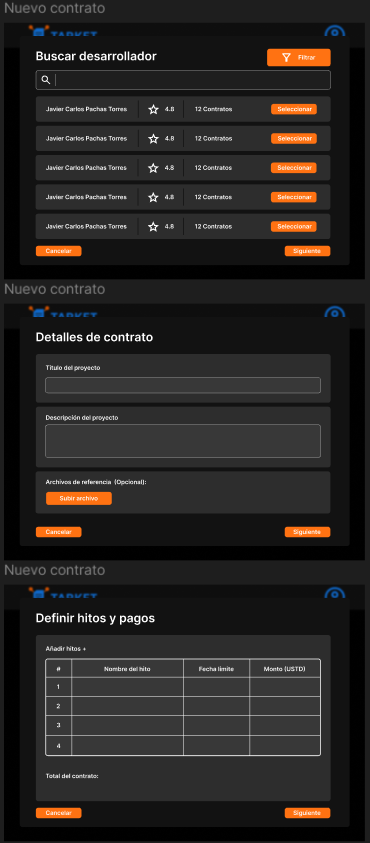 Nuevo contrato
TARKET
Buscar desarrollador
Filtrar
Javier Carlos Pachas Torres 4.8 12 Contratos Seleccionar
Javier Carlos Pachas Torres 4.8 12 Contratos Seleccionar
Javier Carlos Pachas Torres 4.8 12 Contratos Seleccionar
Javier Carlos Pachas Torres 4.8 12 Contratos Seleccionar
Javier Carlos Pachas Torres 4.8 12 Contratos Seleccionar
Cancelar Siguiente
Nuevo contrato
TARKET
Detalles de contrato
Título del proyecto
Descripción del proyecto
Archivos de referencia (Opcional):
Subir archivo
Cancelar Siguiente
Nuevo contrato
TARKET
Definir hitos y pagos
Añadir hitos +
# Nombre del hito Fecha límite Monto (USTD)
1
2
3
4
Total del contrato:
Cancelar Siguiente